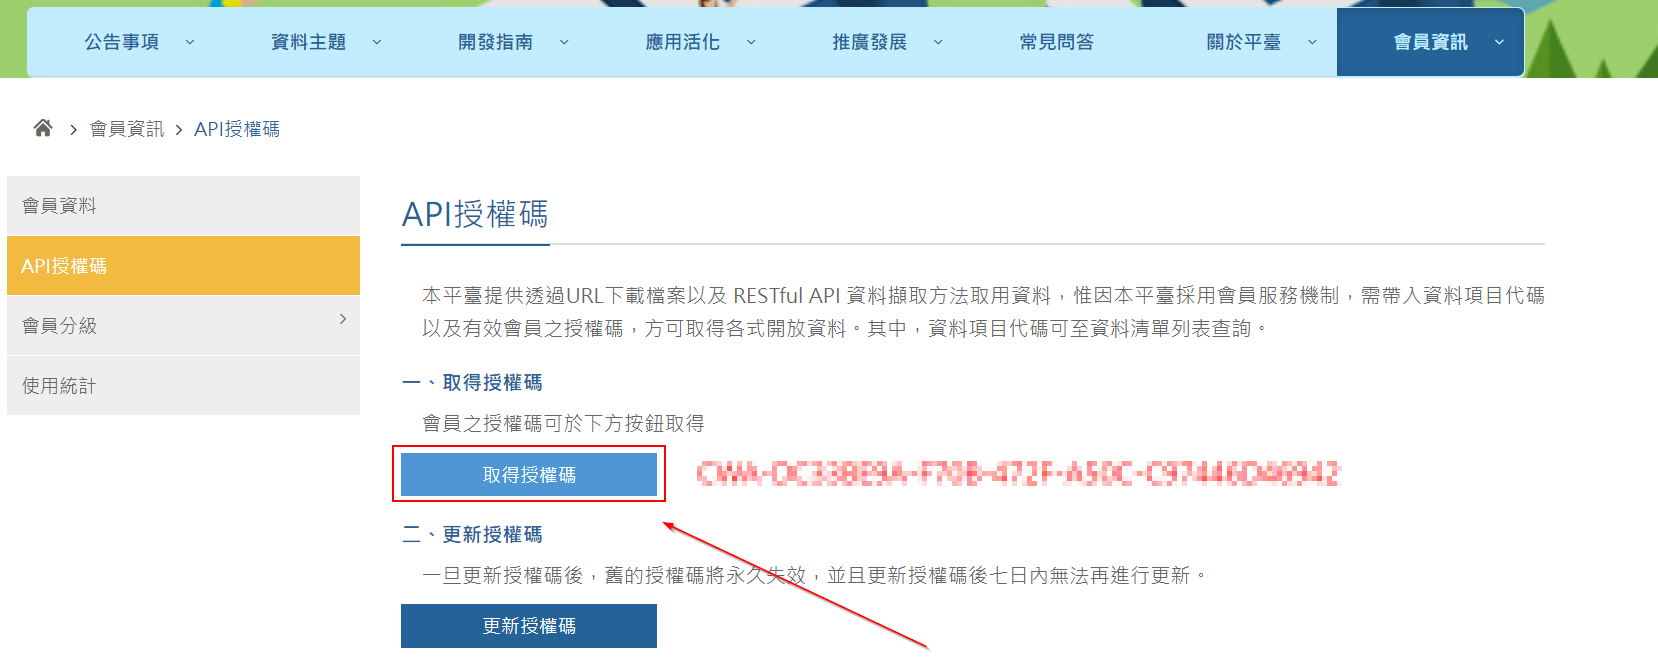 公告事項
資料主題
開發指南
應用活化
推廣發展
常見問答
關於平臺
會員資訊
會員資訊 > API授權碼
會員資料
API授權碼
會員分級
使用統計
API授權碼
本平臺提供透過URL下載檔案以及 RESTful API 資料擷取方法取用資料，惟因本平臺採用會員服務機制，需帶入資料項目代碼
以及有效會員之授權碼，方可取得各式開放資料。其中，資料項目代碼可至資料清單列表查詢。
一、取得授權碼
會員之授權碼可於下方按鈕取得
取得授權碼
二、更新授權碼
一旦更新授權碼後，舊的授權碼將永久失效，並且更新授權碼後七日內無法再進行更新。
更新授權碼